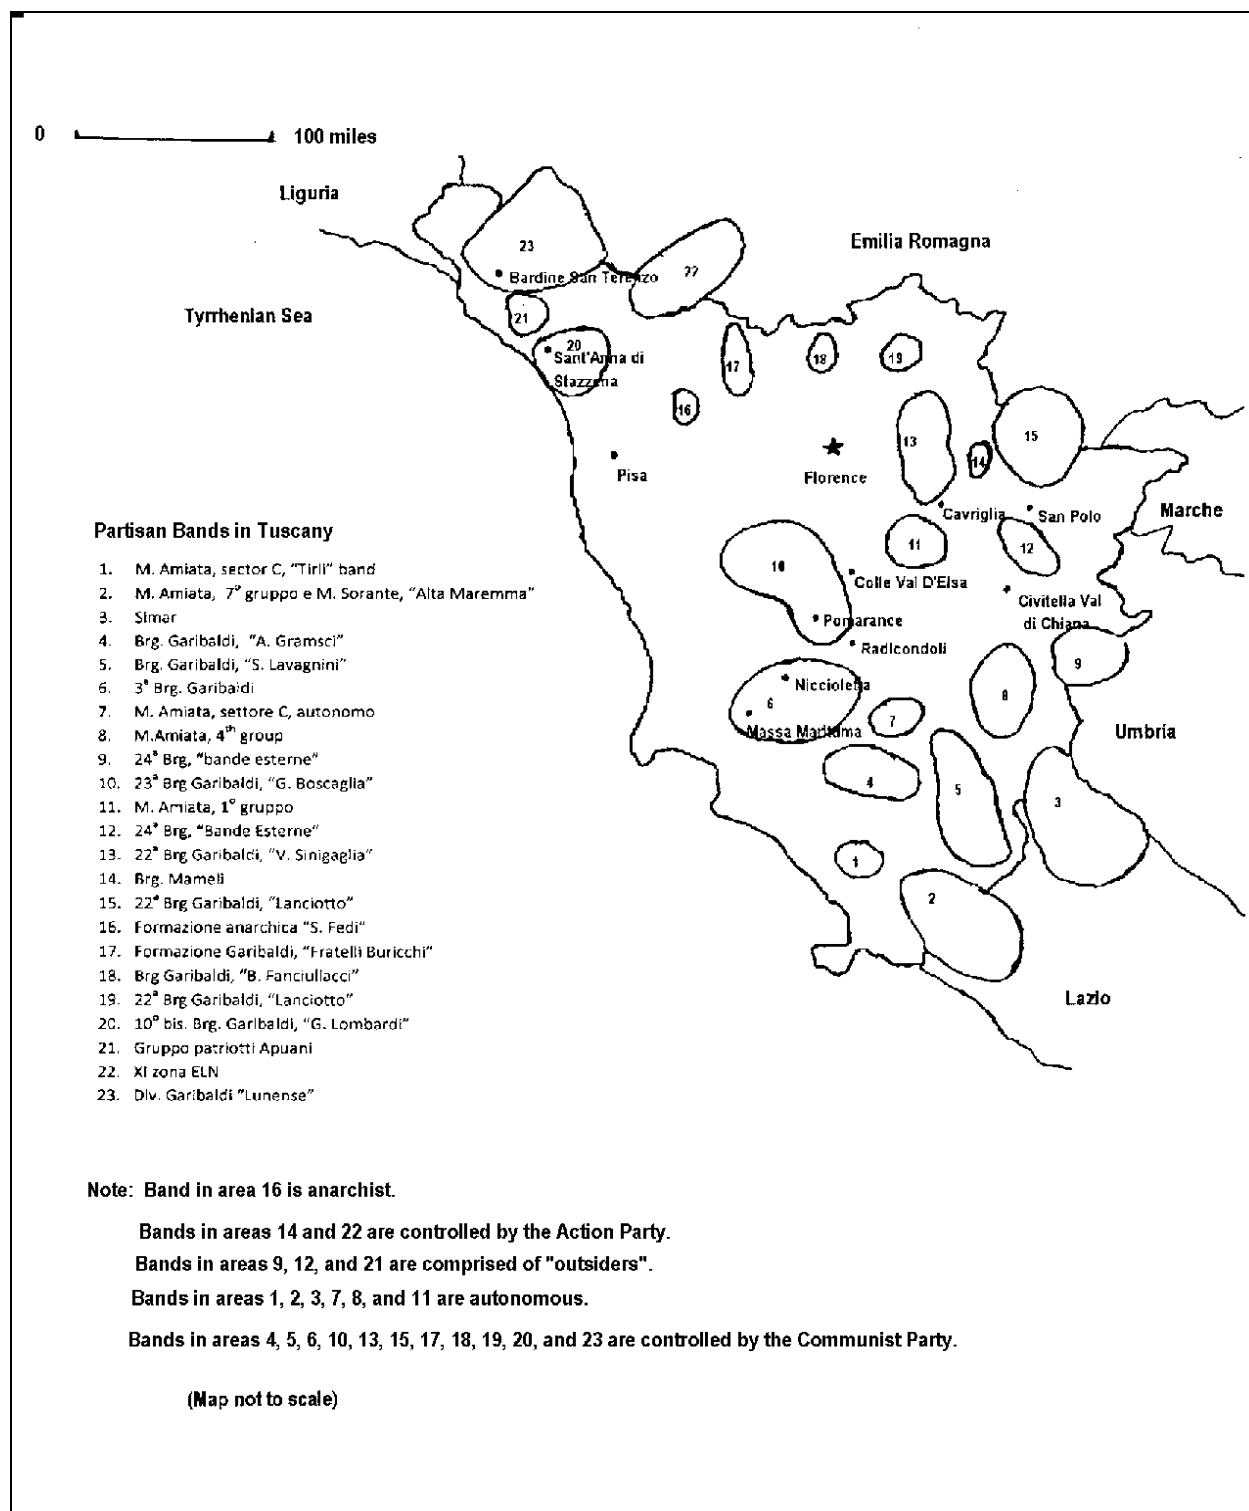 0 100 miles
Liguria
Emilia Romagna
23
22
Bardine San Terenzo
Tyrrhenian Sea
21
20
Sant'Anna di
Stazzena
17
18
19
16
13
15
14
Florence
Pisa
Cavriglia
San Polo
Marche
11
12
10
Colle Val D'Elsa
Civitella Val
di Chiana
Pomarance
Radicondoli
9
Niccioletta
8
6
7
Massa Maritama
Umbria
4
5
3
1
2
Lazio
Partisan Bands in Tuscany
1. M. Amiata, sector C, "Tirli" band
2. M. Amiata, 7° gruppo e M. Sorante, "Alta Maremma"
3. Simar
4. Brg. Garibaldi, "A. Gramsci"
5. Brg. Garibaldi, "S. Lavagnini"
6. 3ª Brg. Garibaldi
7. M. Amiata, settore C, autonomo
8. M.Amiata, 4th group
9. 24ª Brg, "bande esterne"
10. 23ª Brg Garibaldi, "G. Boscaglia"
11. M. Amiata, 1° gruppo
12. 24ª Brg, "Bande Esterne"
13. 22ª Brg Garibaldi, "V. Sinigaglia"
14. Brg. Mameli
15. 22ª Brg Garibaldi, "Lanciotto"
16. Formazione anarchica "S. Fedi"
17. Formazione Garibaldi, "Fratelli Buricchi"
18. Brg Garibaldi, "B. Fanciullacci"
19. 22ª Brg Garibaldi, "Lanciotto"
20. 10° bis. Brg. Garibaldi, "G. Lombardi"
21. Gruppo patriotti Apuani
22. XI zona ELN
23. Div. Garibaldi "Lunense"
Note: Band in area 16 is anarchist.
Bands in areas 14 and 22 are controlled by the Action Party.
Bands in areas 9, 12, and 21 are comprised of "outsiders".
Bands in areas 1, 2, 3, 7, 8, and 11 are autonomous.
Bands in areas 4, 5, 6, 10, 13, 15, 17, 18, 19, 20, and 23 are controlled by the Communist Party.
(Map not to scale)